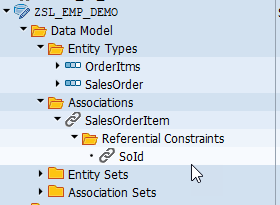 ZSL_EMP_DEMO
Data Model
Entity Types
OrderItms
SalesOrder
Associations
SalesOrderItem
Referential Constraints
SoId
Entity Sets
Association Sets